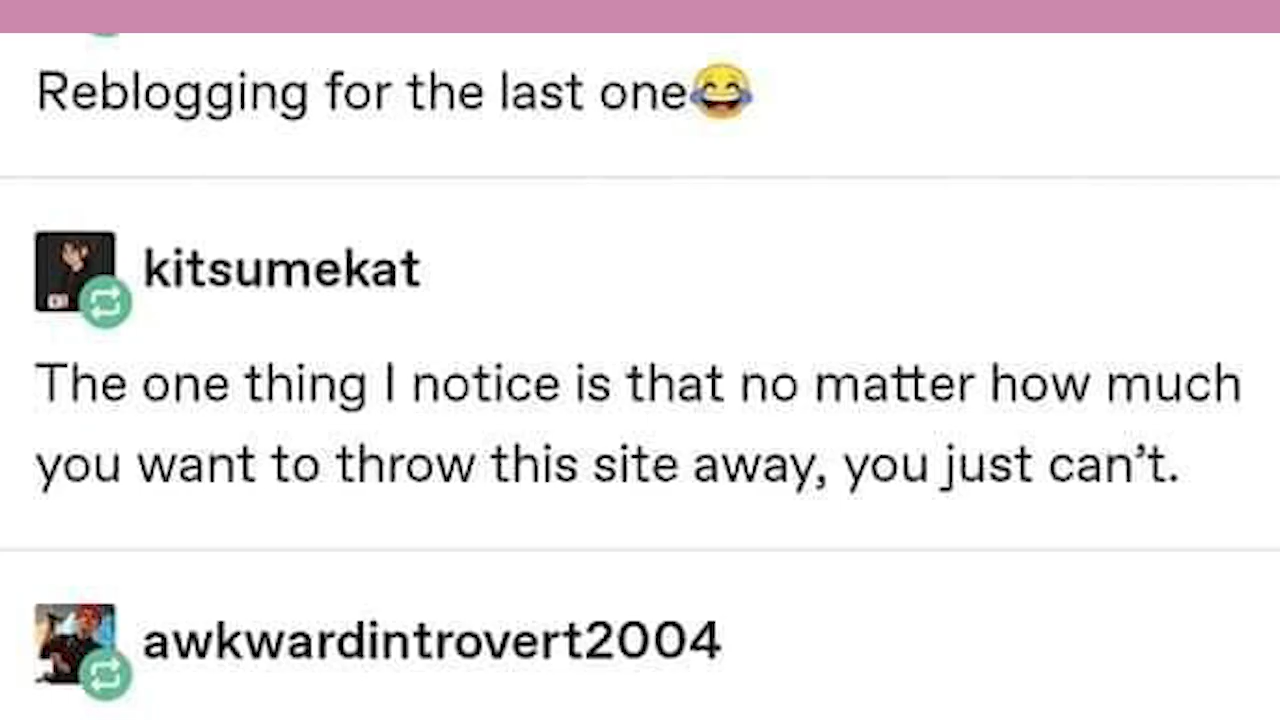 Reblogging for the last one😂
kitsumekat
The one thing I notice is that no matter how much
you want to throw this site away, you just can’t.
awkwardintrovert2004